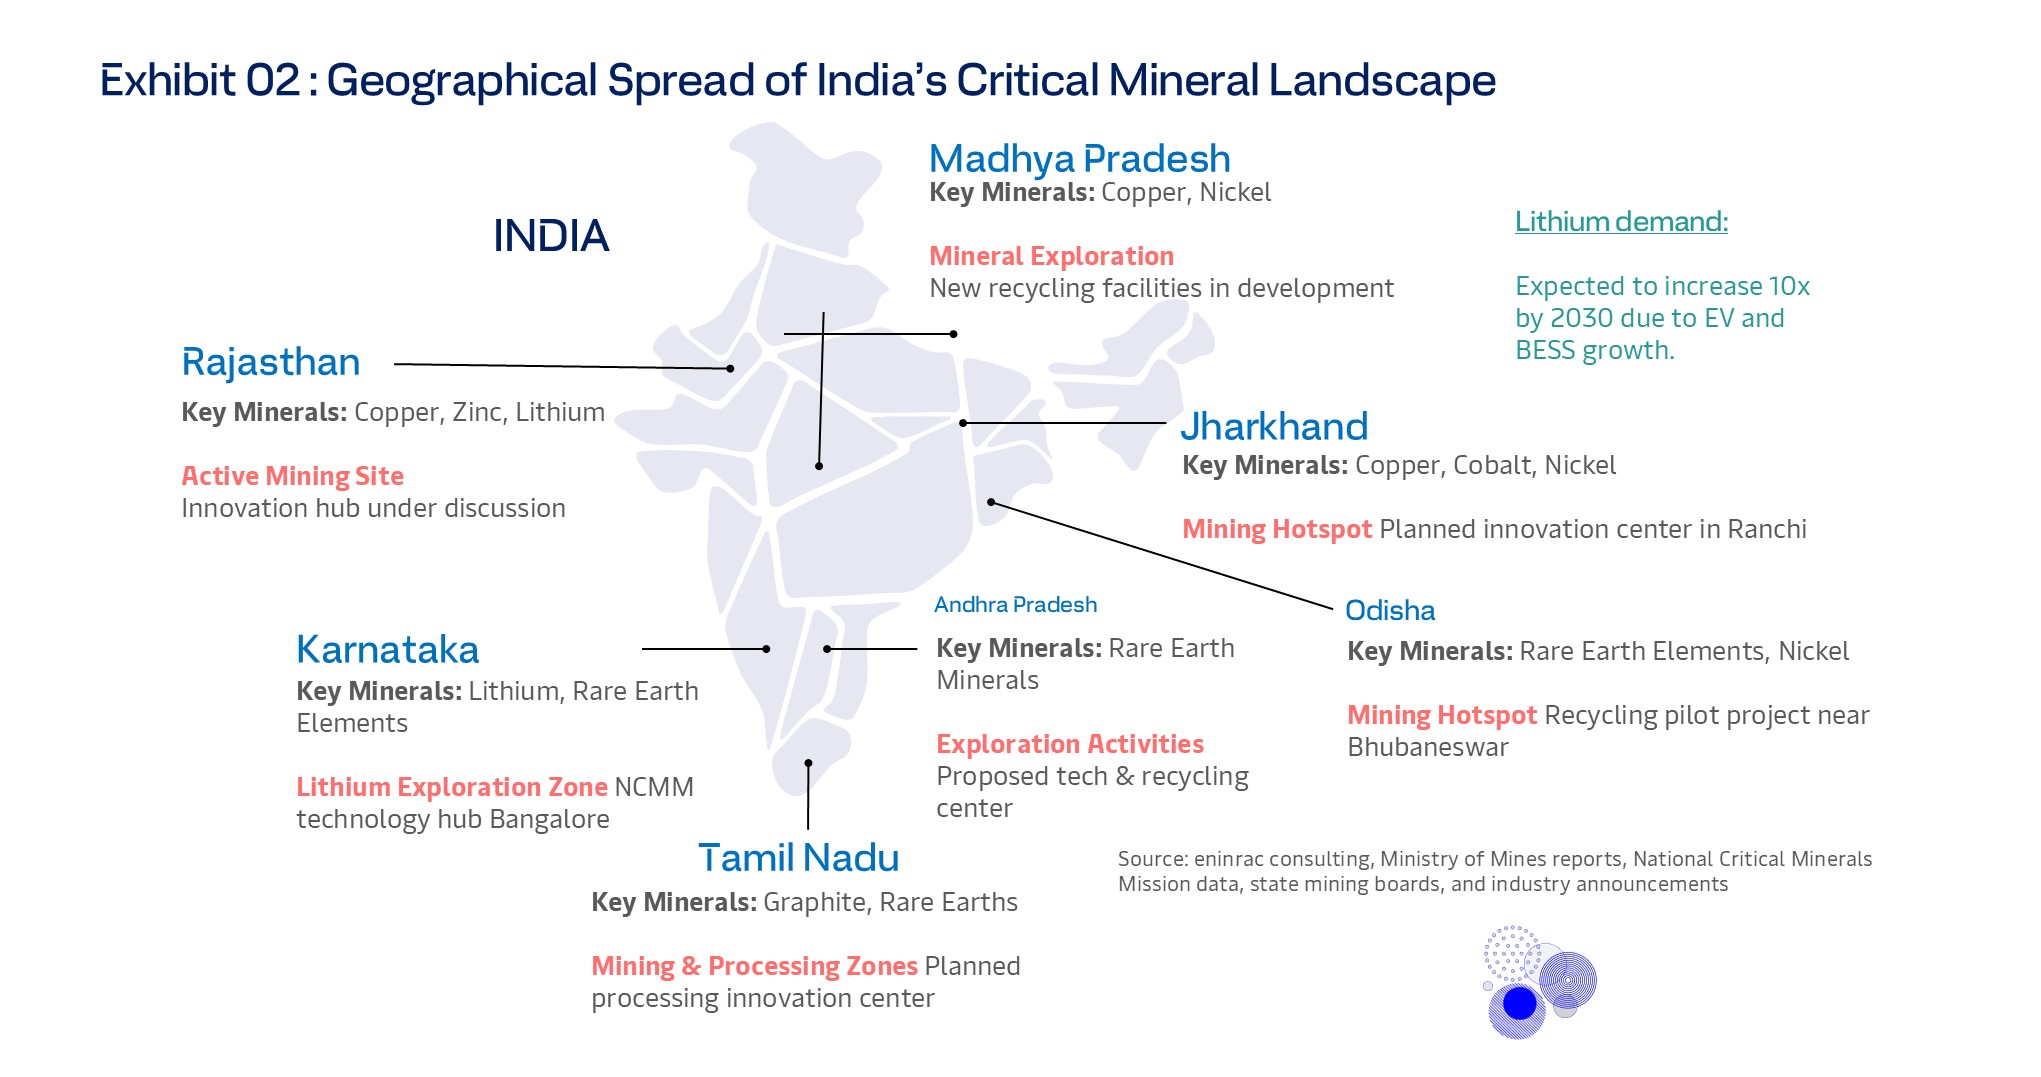 Exhibit 02 : Geographical Spread of India’s Critical Mineral Landscape
INDIA
Madhya Pradesh
Key Minerals: Copper, Nickel
Mineral Exploration
New recycling facilities in development
Lithium demand:
Expected to increase 10x
by 2030 due to EV and
BESS growth.
Rajasthan
Key Minerals: Copper, Zinc, Lithium
Active Mining Site
Innovation hub under discussion
Jharkhand
Key Minerals: Copper, Cobalt, Nickel
Mining Hotspot Planned innovation center in Ranchi
Odisha
Key Minerals: Rare Earth Elements, Nickel
Mining Hotspot Recycling pilot project near
Bhubaneswar
Andhra Pradesh
Key Minerals: Rare Earth
Minerals
Exploration Activities
Proposed tech & recycling
center
Karnataka
Key Minerals: Lithium, Rare Earth
Elements
Lithium Exploration Zone NCMM
technology hub Bangalore
Tamil Nadu
Key Minerals: Graphite, Rare Earths
Mining & Processing Zones Planned
processing innovation center
Source: eninrac consulting, Ministry of Mines reports, National Critical Minerals
Mission data, state mining boards, and industry announcements